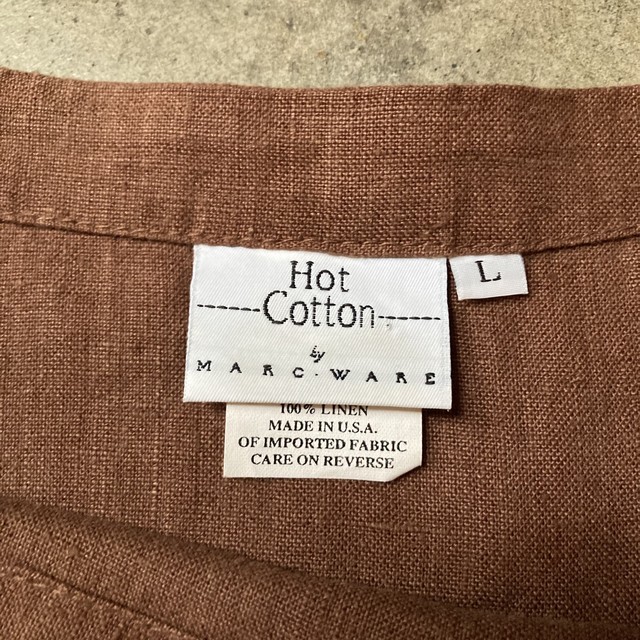 Hot
------Cotton------
by
MARC·WARE
L
100% LINEN
MADE IN U.S.A.
OF IMPORTED FABRIC
CARE ON REVERSE